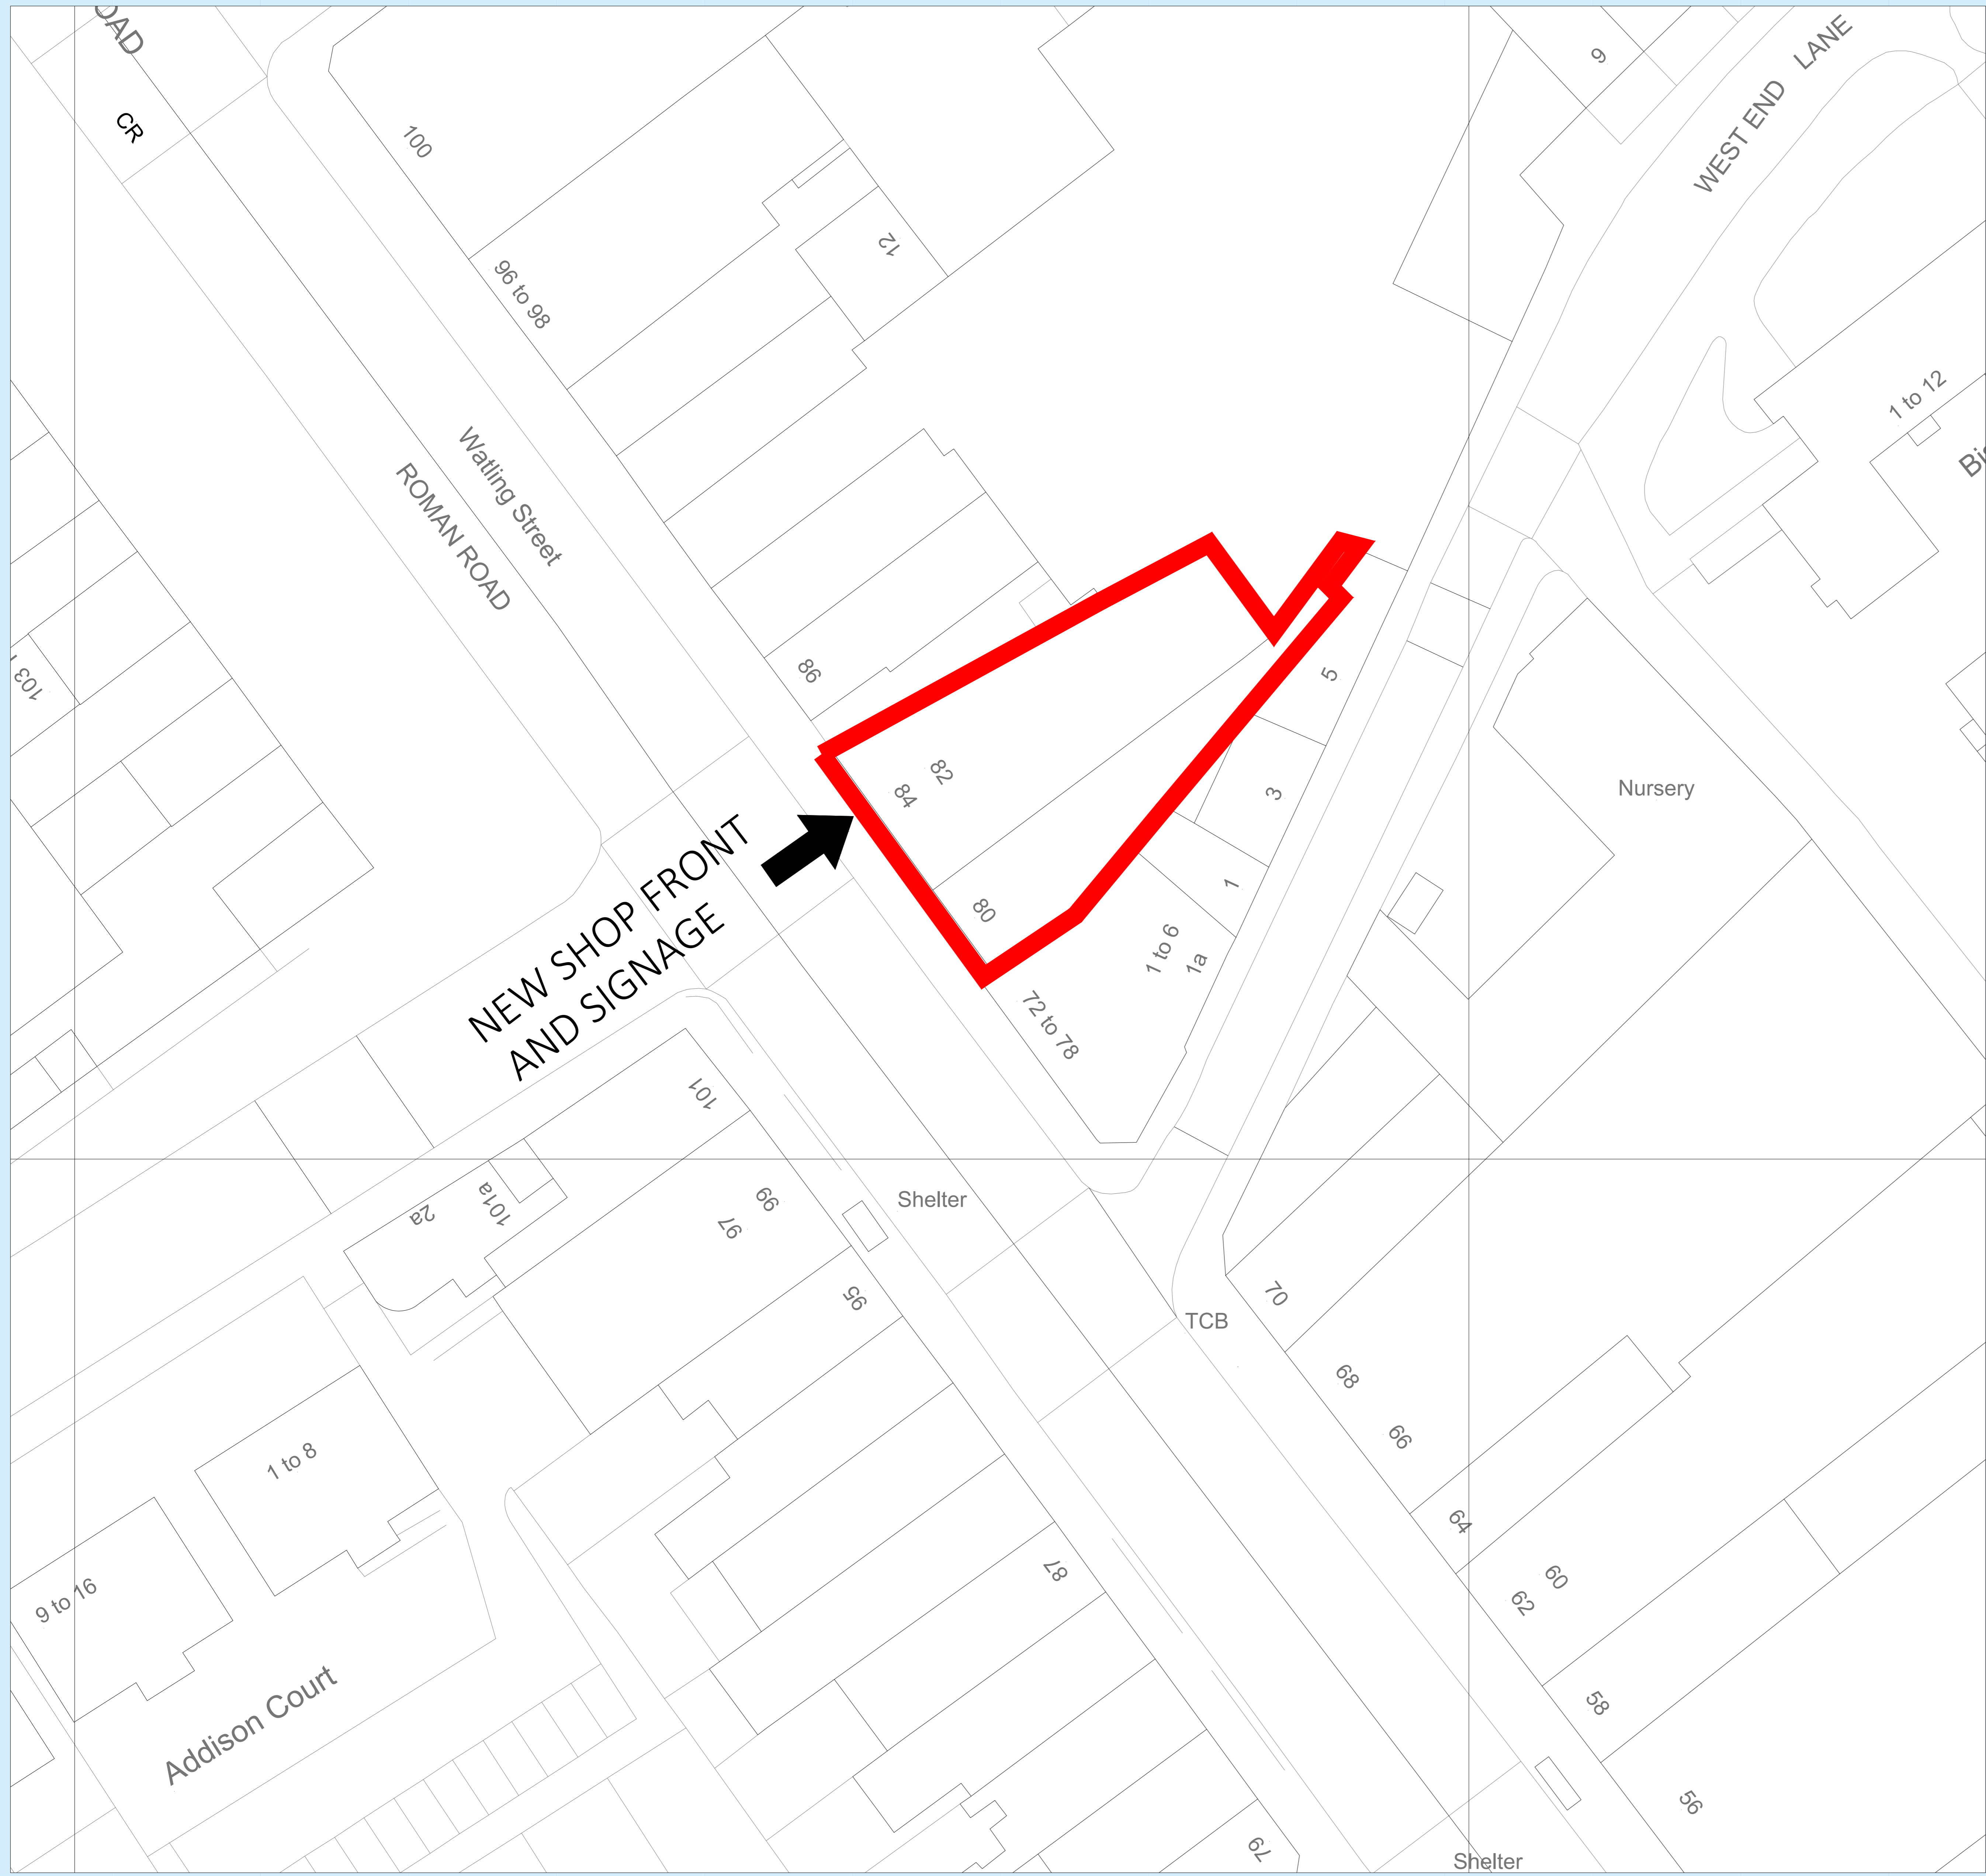 OAD
CR
100
96 to 98
12
9
WEST END LANE
Watling Street
ROMAN ROAD
1 to 12
86
103
82
84
80
5
3
1
1 to 6
1a
72 to 78
Nursery
NEW SHOP FRONT
AND SIGNAGE
101
101a
2a
99
97
95
Shelter
TCB
70
68
66
64
60
62
58
56
1 to 8
9 to 16
Addison Court
87
79
Shelter